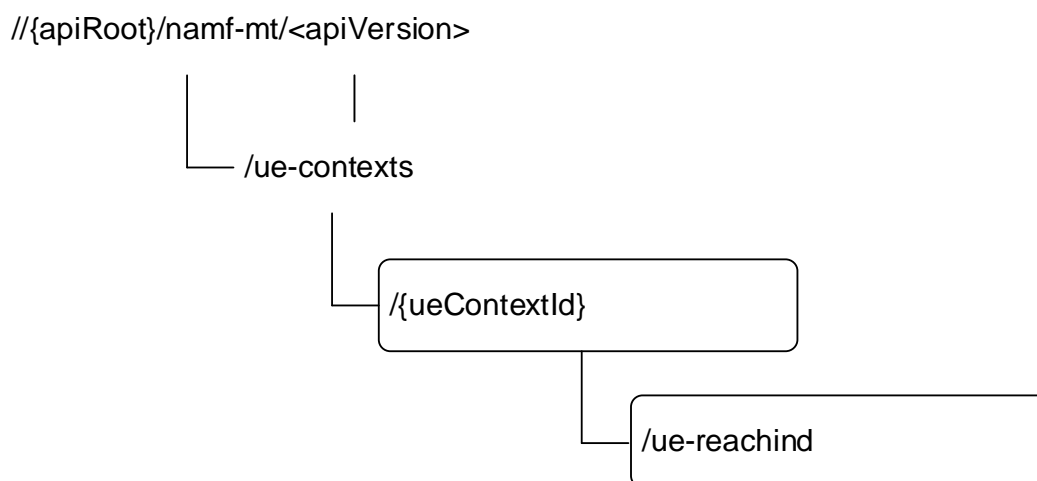 //{apiRoot}/namf-mt/<apiVersion>
/ue-contexts
/{ueContextId}
/ue-reachind